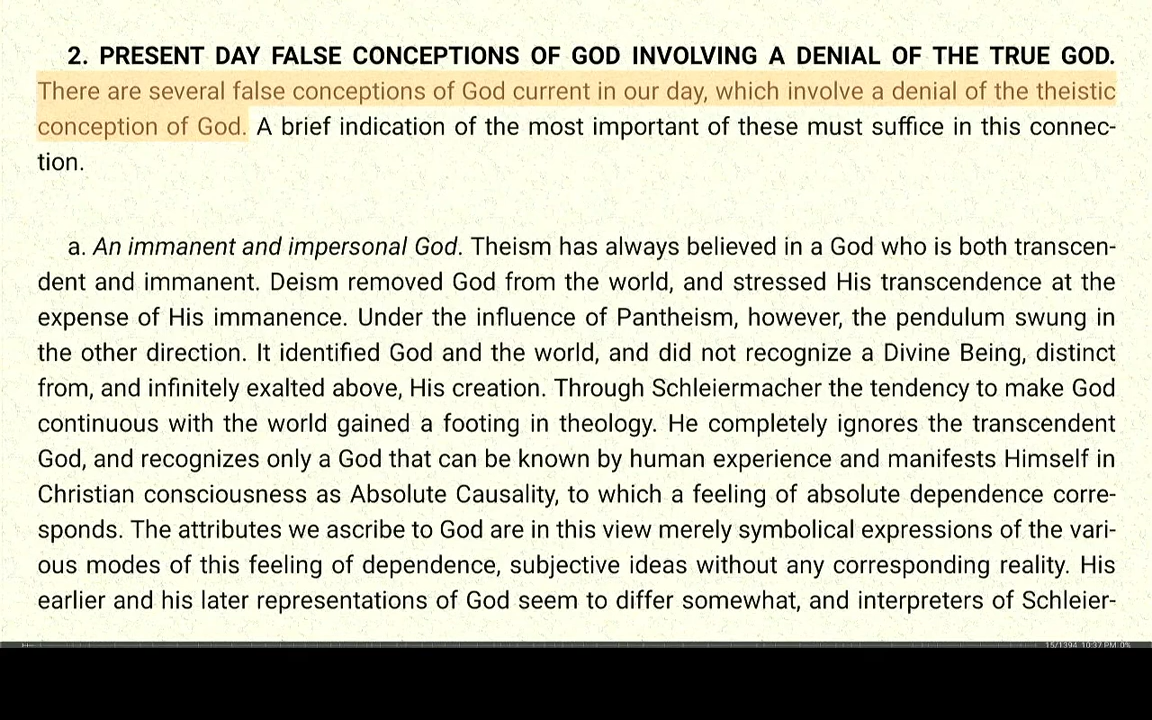 2. PRESENT DAY FALSE CONCEPTIONS OF GOD INVOLVING A DENIAL OF THE TRUE GOD.
There are several false conceptions of God current in our day, which involve a denial of the theistic
conception of God. A brief indication of the most important of these must suffice in this connec-
tion.
a. An immanent and impersonal God. Theism has always believed in a God who is both transcen-
dent and immanent. Deism removed God from the world, and stressed His transcendence at the
expense of His immanence. Under the influence of Pantheism, however, the pendulum swung in
the other direction. It identified God and the world, and did not recognize a Divine Being, distinct
from, and infinitely exalted above, His creation. Through Schleiermacher the tendency to make God
continuous with the world gained a footing in theology. He completely ignores the transcendent
God, and recognizes only a God that can be known by human experience and manifests Himself in
Christian consciousness as Absolute Causality, to which a feeling of absolute dependence corre-
sponds. The attributes we ascribe to God are in this view merely symbolical expressions of the vari-
ous modes of this feeling of dependence, subjective ideas without any corresponding reality. His
earlier and his later representations of God seem to differ somewhat, and interpreters of Schleier-
15/1394 10:37 PM 0%